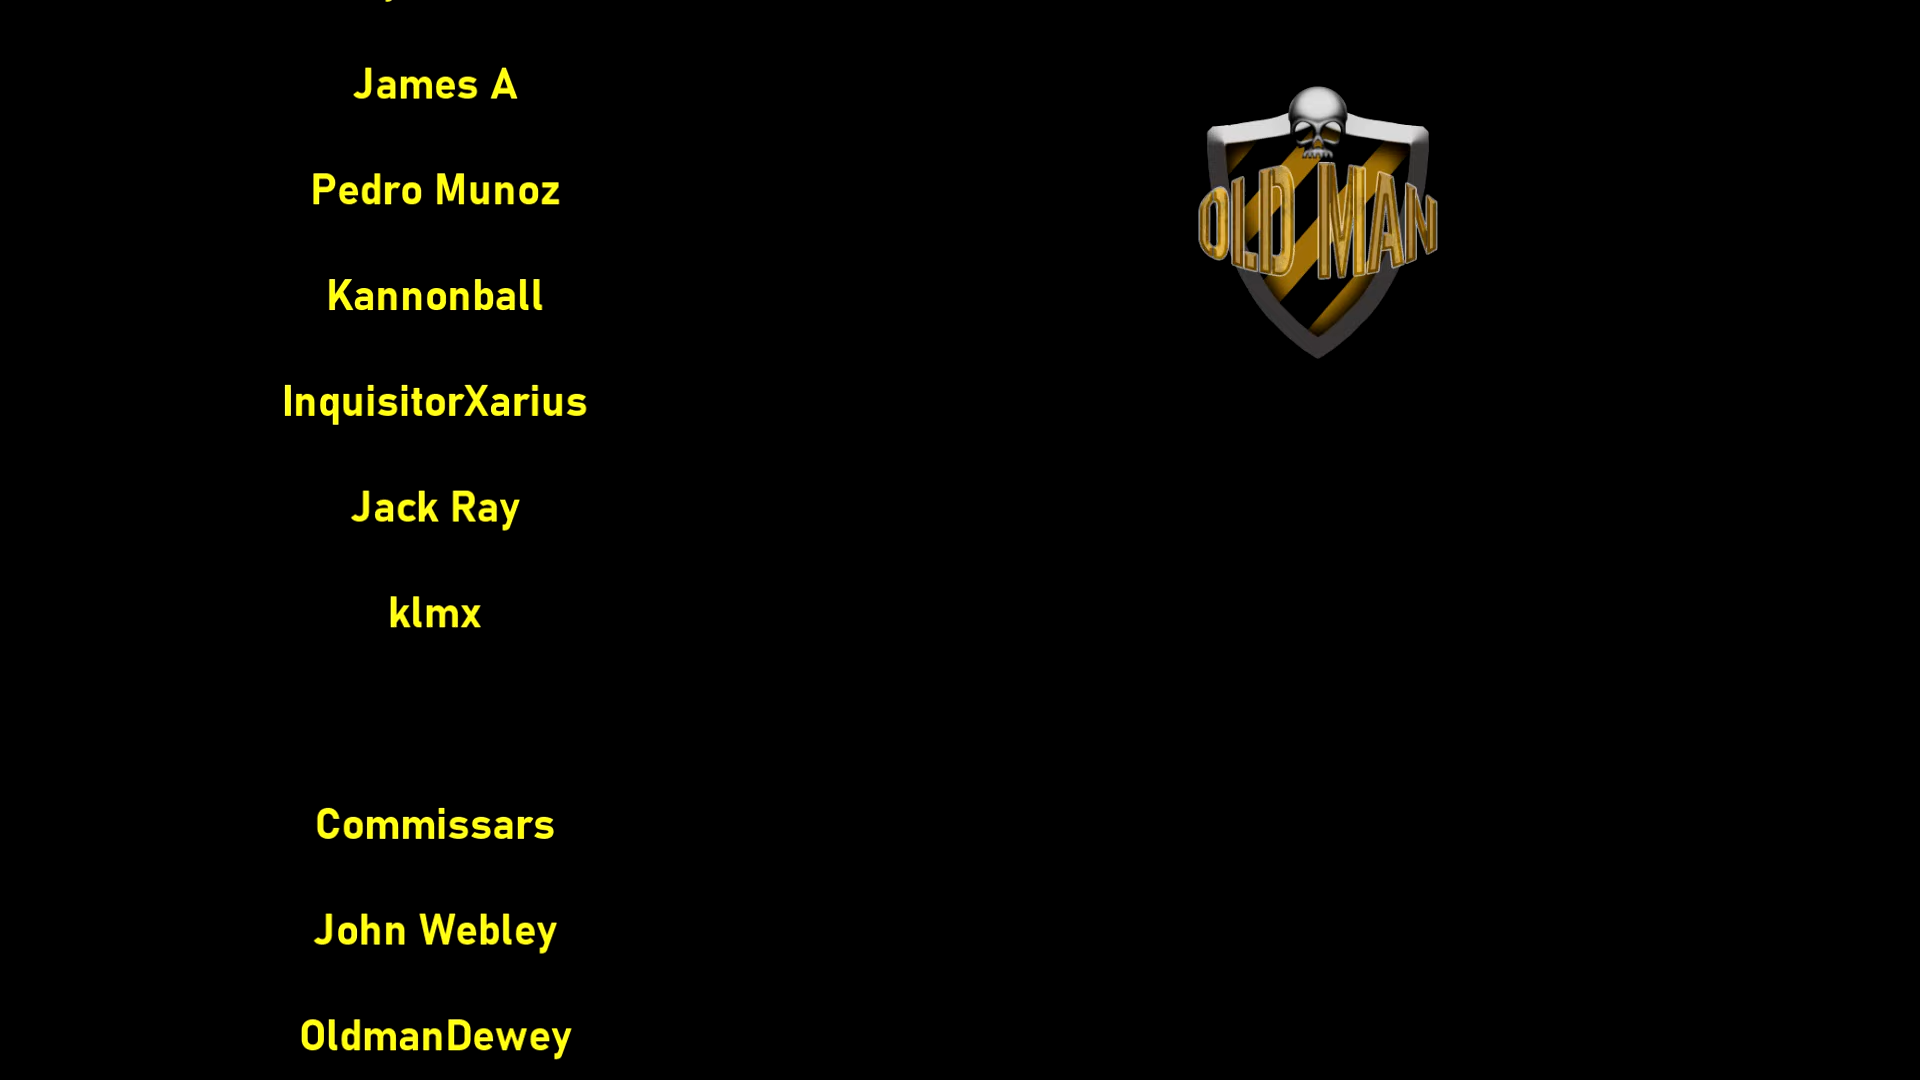 James A
Pedro Munoz
Kannonball
InquisitorXarius
Jack Ray
klmx
Commissars
John Webley
OldmanDewey
OLD MAN